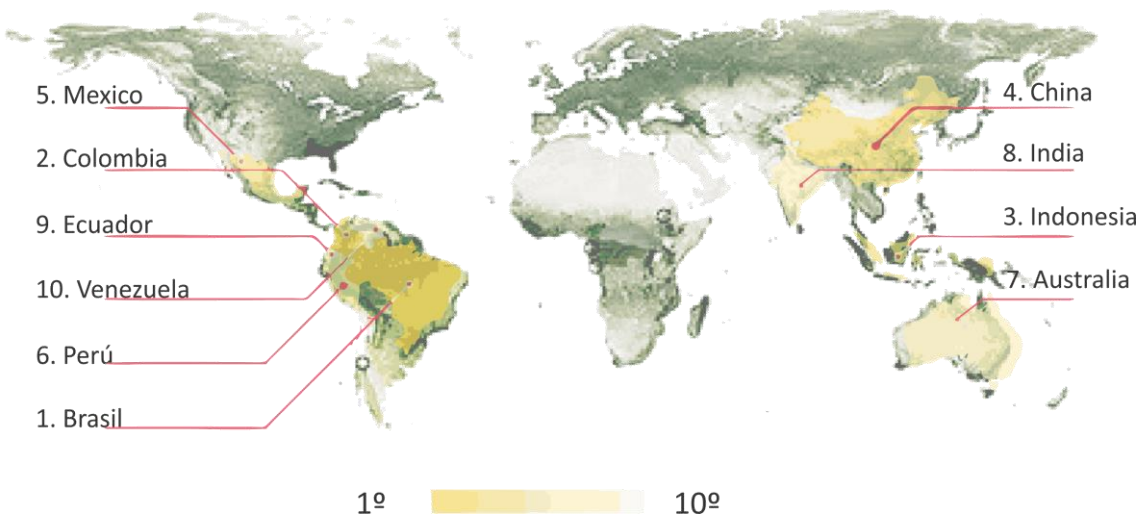 5. Mexico
2. Colombia
9. Ecuador
10. Venezuela
6. Perú
1. Brasil
4. China
8. India
3. Indonesia
7. Australia
1º 10º